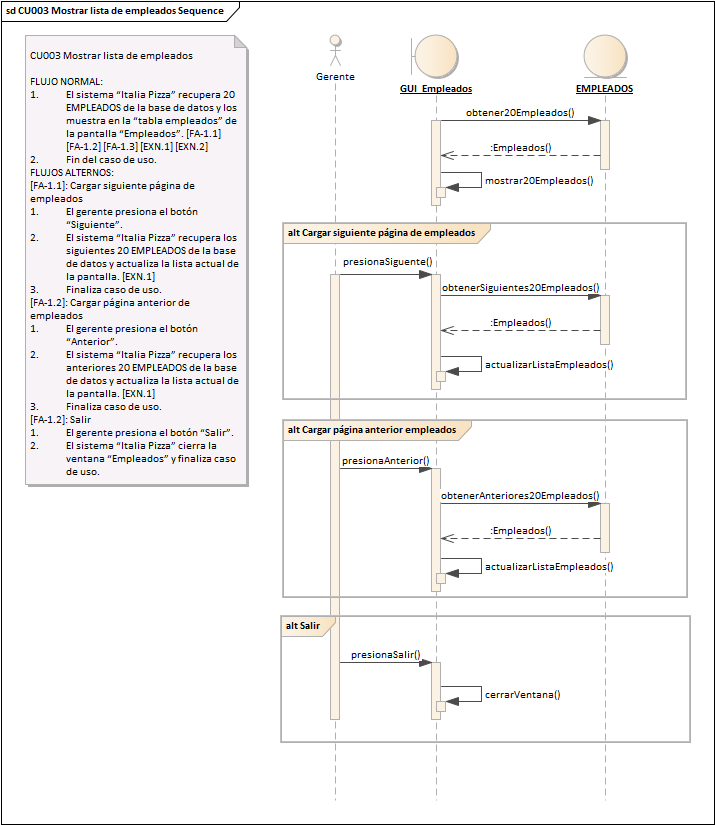 sd CU003 Mostrar lista de empleados Sequence
CU003 Mostrar lista de empleados
FLUJO NORMAL:
1. El sistema “Italia Pizza” recupera 20
EMPLEADOS de la base de datos y los
muestra en la “tabla empleados” de
la pantalla “Empleados”. [FA-1.1]
[FA-1.2] [FA-1.3] [EXN.1] [EXN.2]
2. Fin del caso de uso.
FLUJOS ALTERNOS:
[FA-1.1]: Cargar siguiente página de
empleados
1. El gerente presiona el botón
“Siguiente”.
2. El sistema “Italia Pizza” recupera los
siguientes 20 EMPLEADOS de la base
de datos y actualiza la lista actual de
la pantalla. [EXN.1]
3. Finaliza caso de uso.
[FA-1.2]: Cargar página anterior de
empleados
1. El gerente presiona el botón
“Anterior”.
2. El sistema “Italia Pizza” recupera los
anteriores 20 EMPLEADOS de la base
de datos y actualiza la lista actual de
la pantalla. [EXN.1]
3. Finaliza caso de uso.
[FA-1.2]: Salir
1. El gerente presiona el botón “Salir”.
2. El sistema “Italia Pizza” cierra la
ventana “Empleados” y finaliza caso
de uso.
Gerente
GUI_Empleados
EMPLEADOS
obtener20Empleados()
:Empleados()
mostrar20Empleados()
alt Cargar siguiente página de empleados
presionaSiguente()
obtenerSiguientes20Empleados()
:Empleados()
actualizarListaEmpleados()
alt Cargar página anterior empleados
presionaAnterior()
obtenerAnteriores20Empleados()
:Empleados()
actualizarListaEmpleados()
alt Salir
presionaSalir()
cerrarVentana()